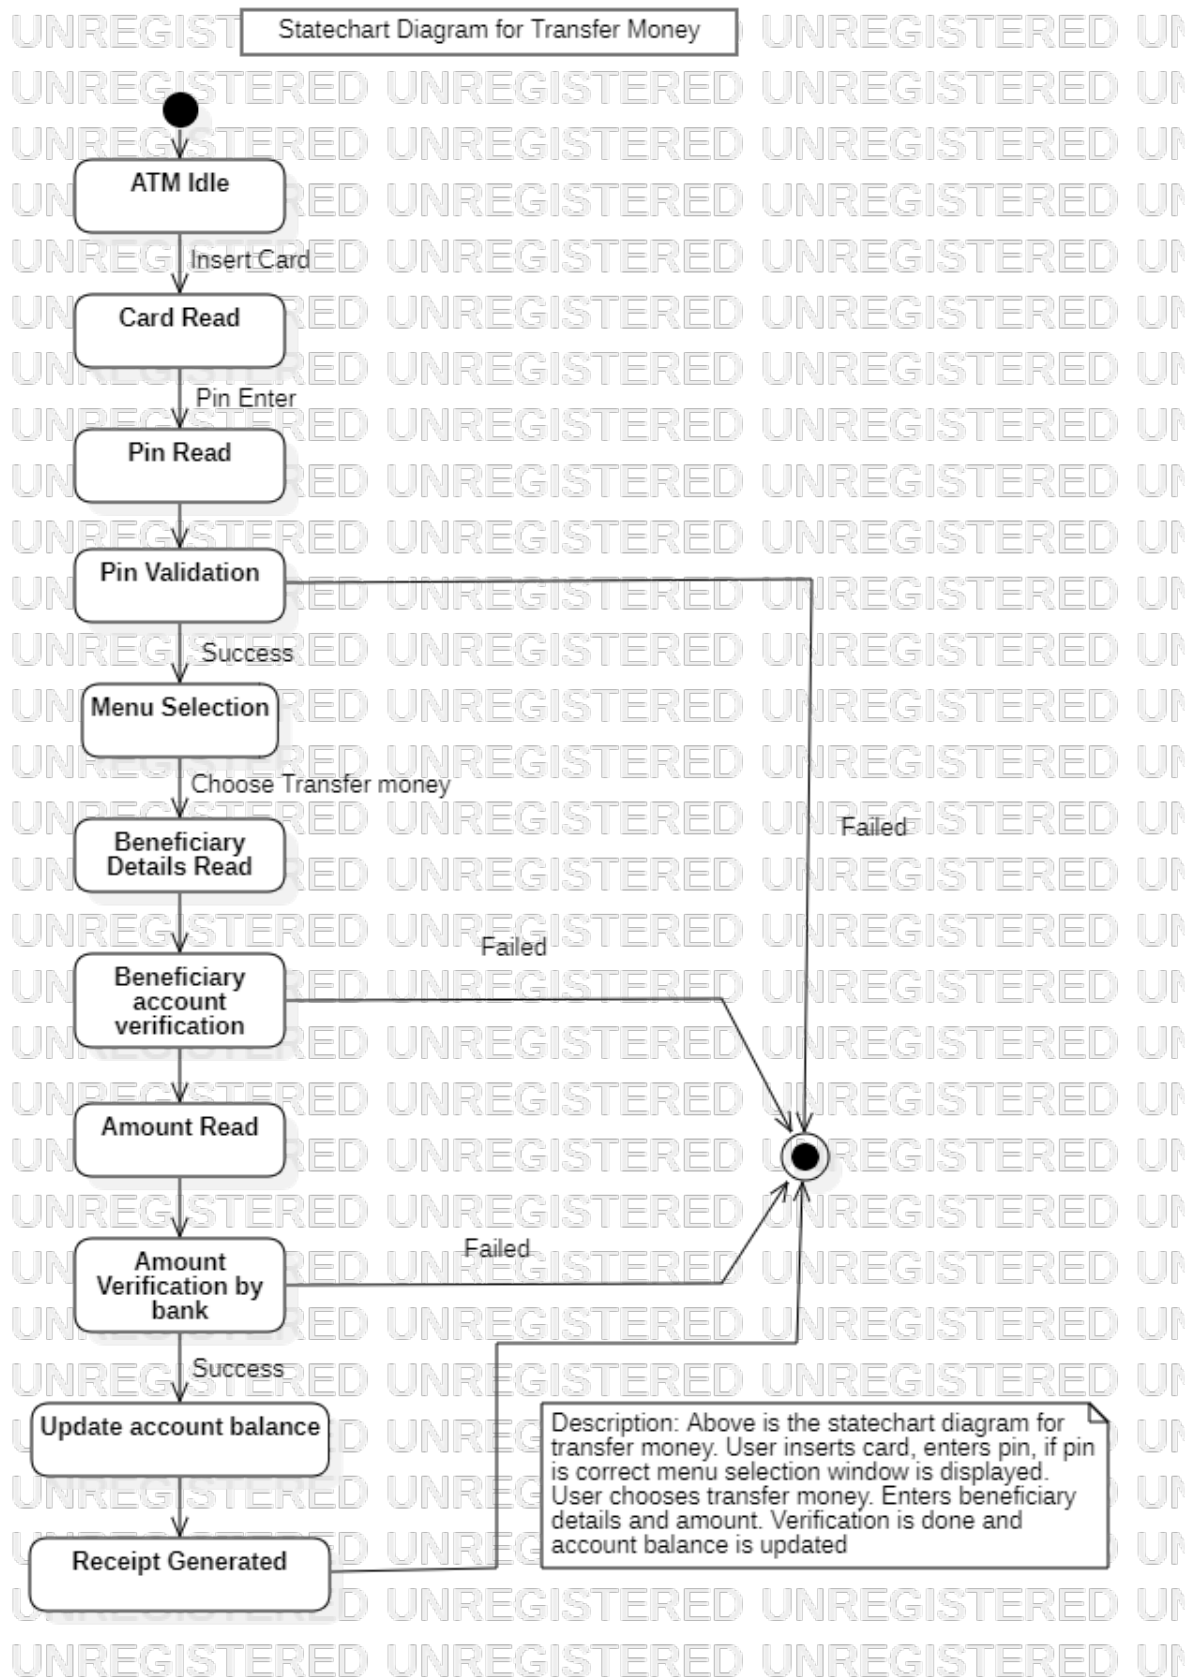 Statechart Diagram for Transfer Money
UNREGISTERED
ATM Idle
Insert Card
Card Read
Pin Enter
Pin Read
Pin Validation
Success
Menu Selection
Choose Transfer money
Beneficiary
Details Read
Failed
Failed
Beneficiary
account
verification
Amount Read
Failed
Amount
Verification by
bank
Success
Update account balance
Receipt Generated
Description: Above is the statechart diagram for
transfer money. User inserts card, enters pin, if pin
is correct menu selection window is displayed.
User chooses transfer money. Enters beneficiary
details and amount. Verification is done and
account balance is updated